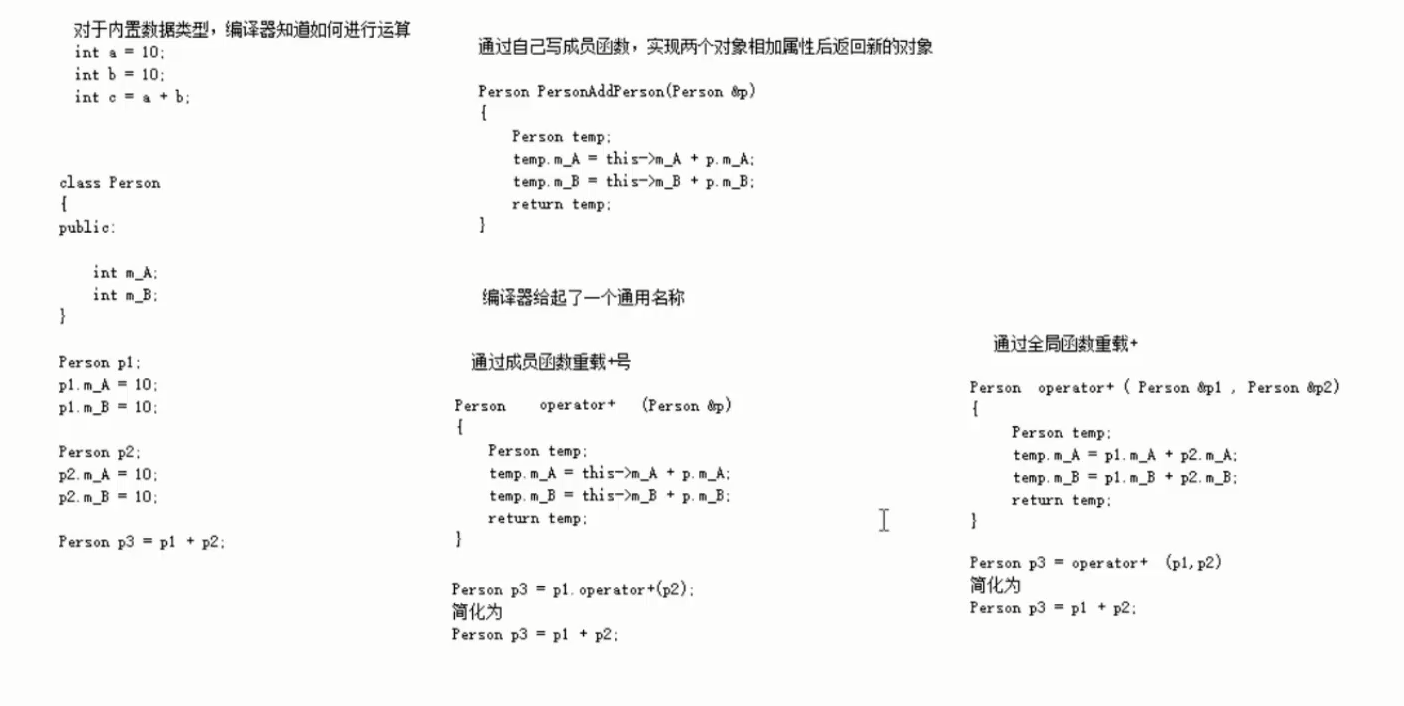 对于内置数据类型，编译器知道如何进行运算
int a = 10;
int b = 10;
int c = a + b;
class Person
{
public:
int m_A;
int m_B;
}
Person p1;
p1.m_A = 10;
p1.m_B = 10;
Person p2;
p2.m_A = 10;
p2.m_B = 10;
Person p3 = p1 + p2;
通过自己写成员函数，实现两个对象相加属性后返回新的对象
Person PersonAddPerson(Person &p)
{
Person temp;
temp.m_A = this->m_A + p.m_A;
temp.m_B = this->m_B + p.m_B;
return temp;
}
编译器给起了一个通用名称
通过成员函数重载+号
Person operator+ (Person &p)
{
Person temp;
temp.m_A = this->m_A + p.m_A;
temp.m_B = this->m_B + p.m_B;
return temp;
}
Person p3 = p1.operator+(p2);
简化为
Person p3 = p1 + p2;
通过全局函数重载+
Person operator+ ( Person &p1 , Person &p2)
{
Person temp;
temp.m_A = p1.m_A + p2.m_A;
temp.m_B = p1.m_B + p2.m_B;
return temp;
}
Person p3 = operator+ (p1,p2)
简化为
Person p3 = p1 + p2;